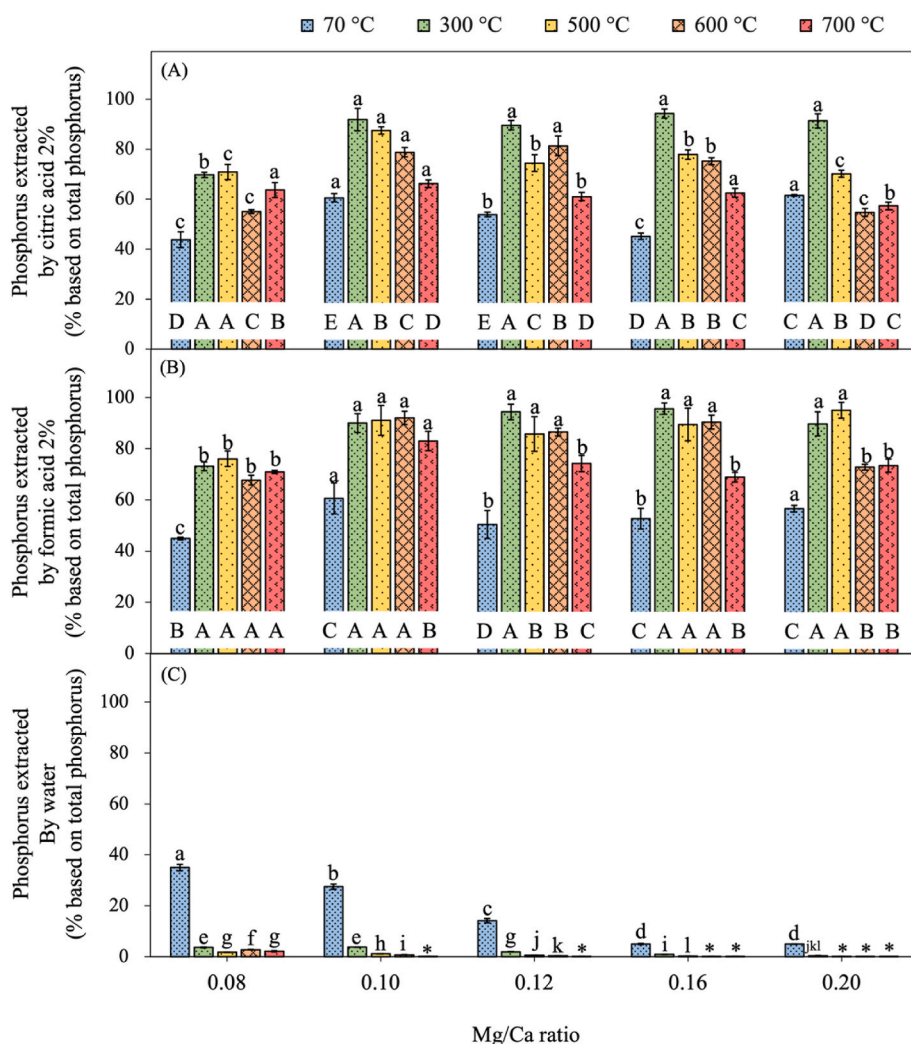 70 °C 300 °C 500 °C 600 °C 700 °C
(A)
Phosphorus extracted
by citric acid 2%
(% based on total phosphorus)
100
80
60
40
20
0
d b c c a
a a a a a
b a b a b
c a b b b
a a c c c
D A A C B
E A B C D
E A C B D
D A B B C
C A B D C
(B)
Phosphorus extracted
by formic acid 2%
(% based on total phosphorus)
100
80
60
40
20
0
c b b b b
a a a a a
b a a a b
b a a a b
a a a b b
B A A A A
C A A A B
D A B B C
C A A A B
C A A B B
(C)
Phosphorus extracted
By water
(% based on total phosphorus)
100
80
60
40
20
0
a e g f g
b e h i *
c g j k *
d i l * *
d jkl * * *
0.08 0.10 0.12 0.16 0.20
Mg/Ca ratio